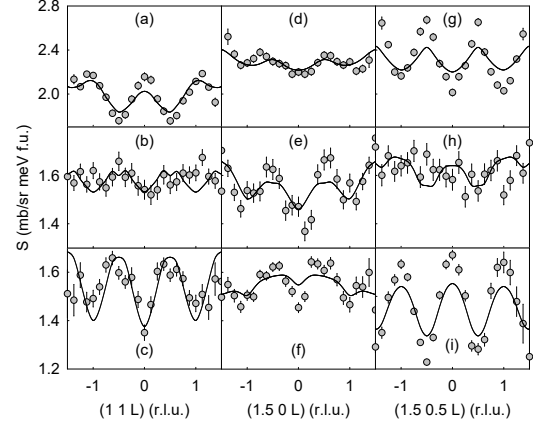 (a) (d) (g)
2.8
2.4
2.0
(b) (e) (h)
1.6
1.4
S (mb/sr meV f.u.)
1.6
1.4
1.2
(c) (f) (i)
-1 0 1 -1 0 1 -1 0 1
(1 1 L) (r.l.u.) (1.5 0 L) (r.l.u.) (1.5 0.5 L) (r.l.u.)